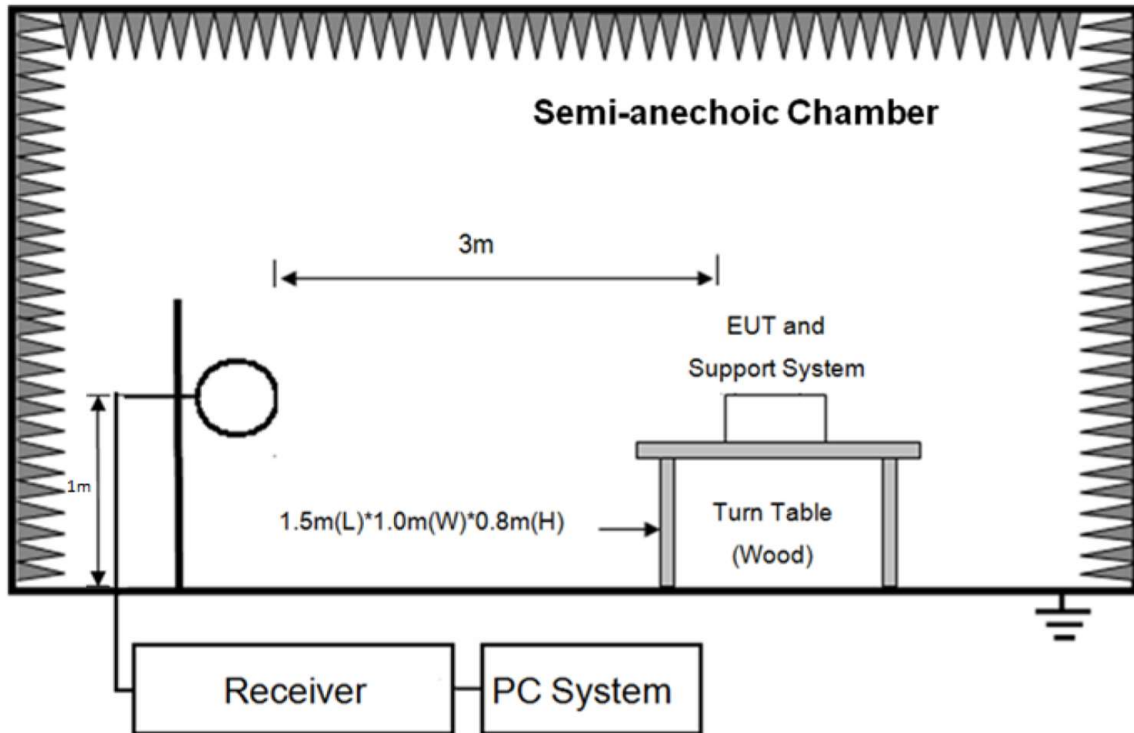 Semi-anechoic Chamber
3m
EUT and
Support System
1m
1.5m(L)*1.0m(W)*0.8m(H)
Turn Table
(Wood)
Receiver
PC System